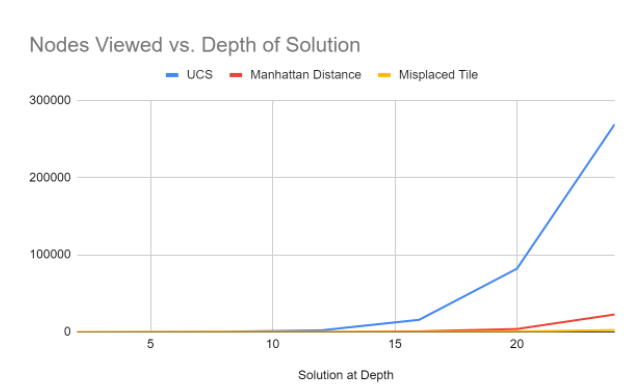 Nodes Viewed vs. Depth of Solution
UCS Manhattan Distance Misplaced Tile
300000
200000
100000
0
5 10 15 20
Solution at Depth